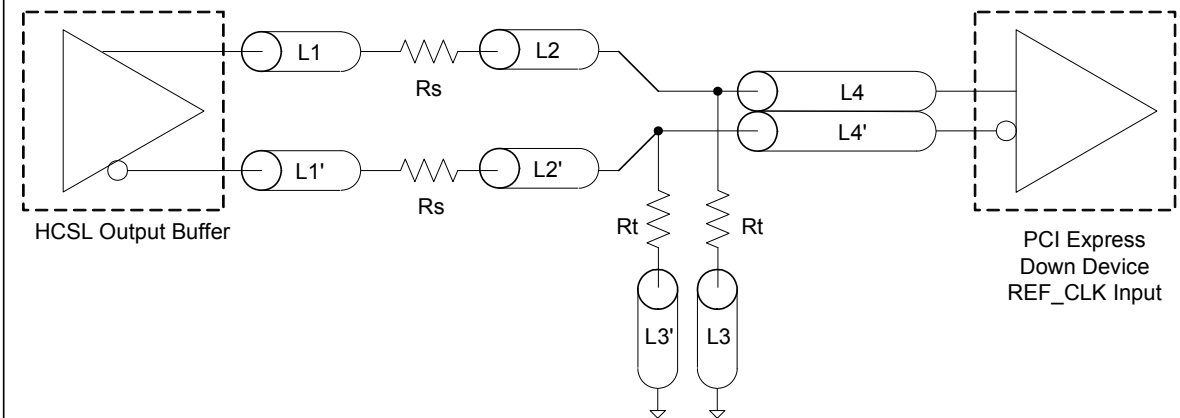 L1
Rs
L2
L4
L4'
L1'
Rs
L2'
HCSL Output Buffer
Rt
Rt
L3'
L3
PCI Express
Down Device
REF_CLK Input